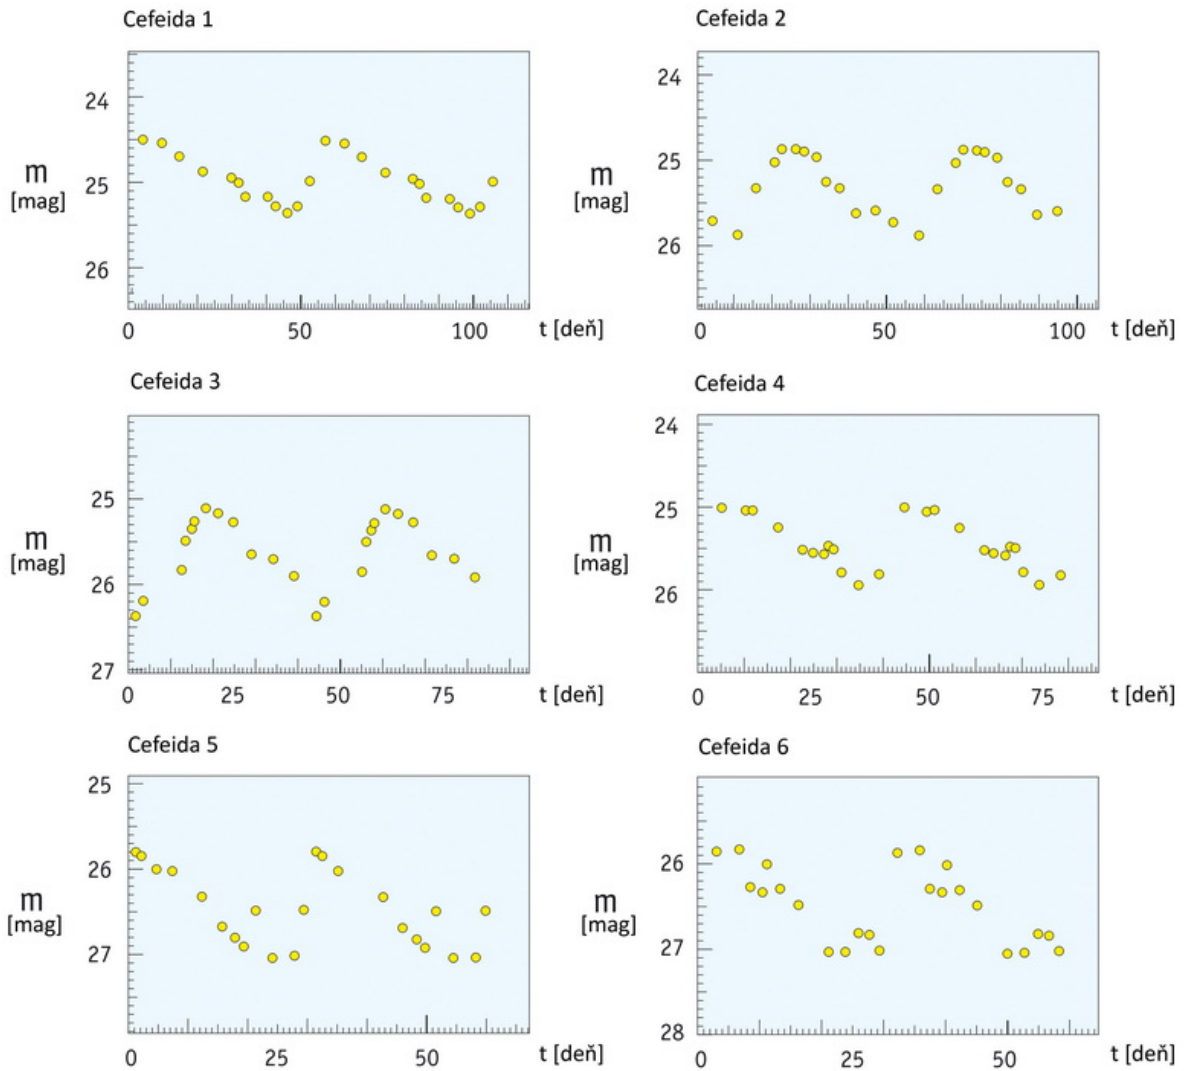 Cefeida 1
24
25
26
m
[mag]
0 50 100 t [deň]
Cefeida 2
24
25
26
m
[mag]
0 50 100 t [deň]
Cefeida 3
25
26
27
m
[mag]
0 25 50 75 t [deň]
Cefeida 4
24
25
26
m
[mag]
0 25 50 75 t [deň]
Cefeida 5
25
26
27
m
[mag]
0 25 50 t [deň]
Cefeida 6
26
27
28
m
[mag]
0 25 50 t [deň]